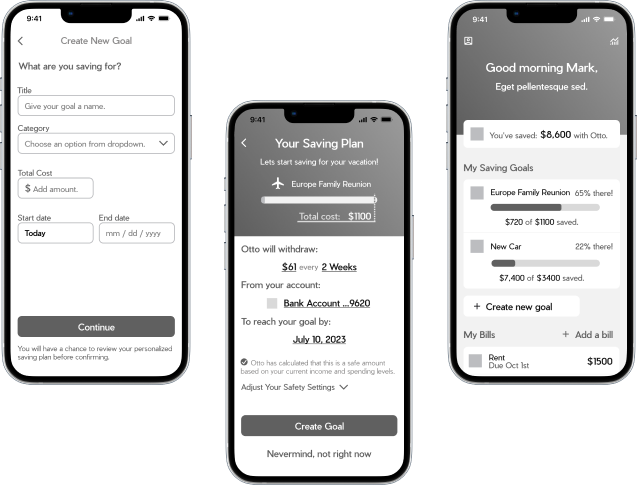 9:41
Create New Goal
What are you saving for?
Title
Give your goal a name.
Category
Choose an option from dropdown.
Total Cost
$ Add amount.
Start date End date
Today mm / dd / yyyy
Continue
You will have a chance to review your personalized
saving plan before confirming.
9:41
Your Saving Plan
Lets start saving for your vacation!
Europe Family Reunion
Total cost: $1100
Otto will withdraw:
$61 every 2 Weeks
From your account:
Bank Account ...9620
To reach your goal by:
July 10, 2023
Otto has calculated that this is a safe amount
based on your current income and spending levels.
Adjust Your Safety Settings
Create Goal
Nevermind, not right now
9:41
Good morning Mark,
Eget pellentesque sed.
You've saved: $8,600 with Otto.
My Saving Goals
Europe Family Reunion 65% there!
$720 of $1100 saved.
New Car 22% there!
$7,400 of $3400 saved.
+ Create new goal
My Bills + Add a bill
Rent
Due Oct 1st $1500